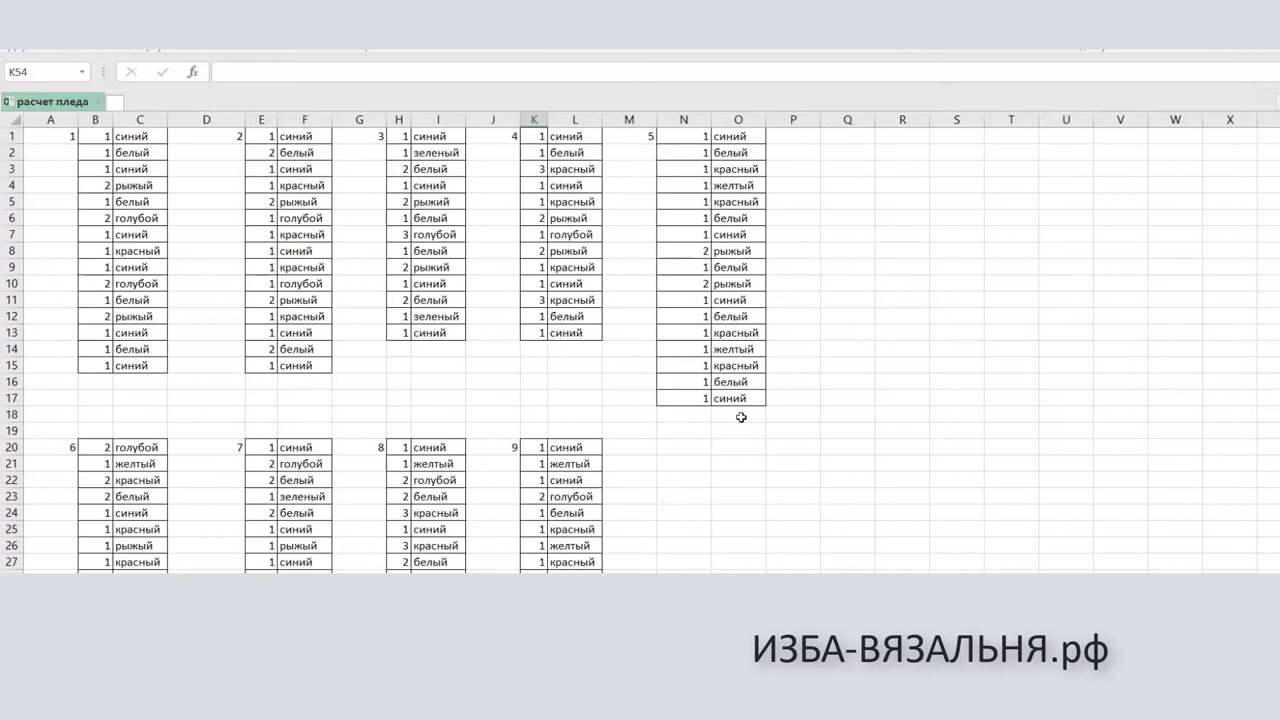 K54
fx
расчет пледа
A B C D E F G H I J K L M N O P Q R S T U V W X
1 1 1 синий 2 1 синий 3 1 синий 4 1 синий 5 1 синий
2 1 белый 2 белый 1 зеленый 1 белый 1 белый
3 1 синий 1 синий 2 белый 3 красный 1 красный
4 2 рыжый 1 красный 1 синий 1 синий 1 желтый
5 1 белый 2 рыжый 2 рыжий 1 красный 1 красный
6 2 голубой 1 голубой 1 белый 2 рыжый 1 белый
7 1 синий 1 красный 3 голубой 1 голубой 1 синий
8 1 красный 1 синий 1 белый 2 рыжый 2 рыжый
9 1 синий 1 красный 2 рыжий 1 красный 1 белый
10 2 голубой 1 голубой 1 синий 1 синий 2 рыжый
11 1 белый 2 рыжый 2 белый 3 красный 1 синий
12 2 рыжый 1 красный 1 зеленый 1 белый 1 белый
13 1 синий 1 синий 1 синий 1 синий 1 красный
14 1 белый 2 белый 1 желтый
15 1 синий 1 синий 1 красный
16 1 белый
17 1 синий
18
19
20 6 2 голубой 7 1 синий 8 1 синий 9 1 синий
21 1 желтый 2 голубой 1 желтый 1 желтый
22 2 красный 2 белый 2 голубой 1 синий
23 2 белый 1 зеленый 2 белый 2 голубой
24 1 синий 2 белый 3 красный 1 белый
25 1 красный 1 синий 1 синий 1 красный
26 1 рыжый 1 рыжый 3 красный 1 желтый
27 1 красный 1 синий 2 белый 1 красный
ИЗБА-ВЯЗАЛЬНЯ.рф